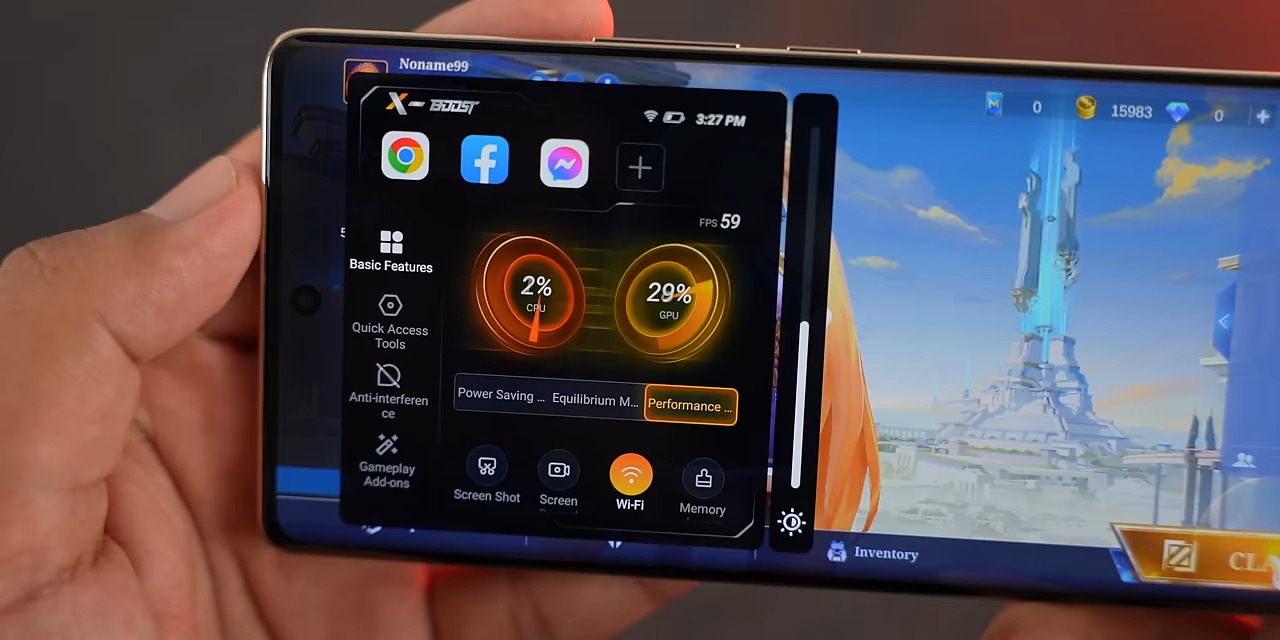 Noname99
X-BOOST
3:27 PM
0
15983
0
FPS 59
Basic Features
2%
CPU
29%
GPU
Quick Access
Tools
Anti-interferen
ce
Power Saving ...
Equilibrium M...
Performance ...
Gameplay
Add-ons
Screen Shot
Screen
Wi-Fi
Memory
Inventory
CLA